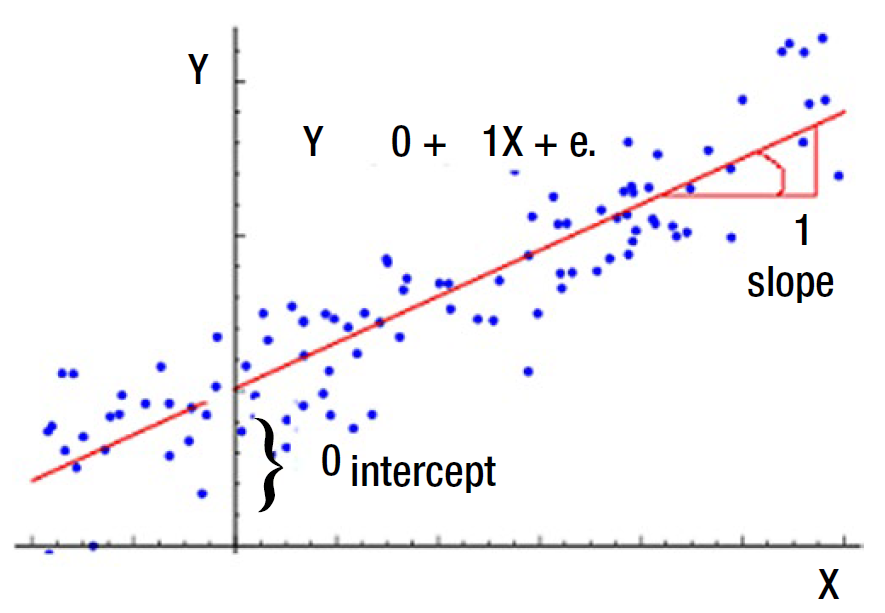 Y
Y 0 + 1X + e.
1
slope
0 intercept
X